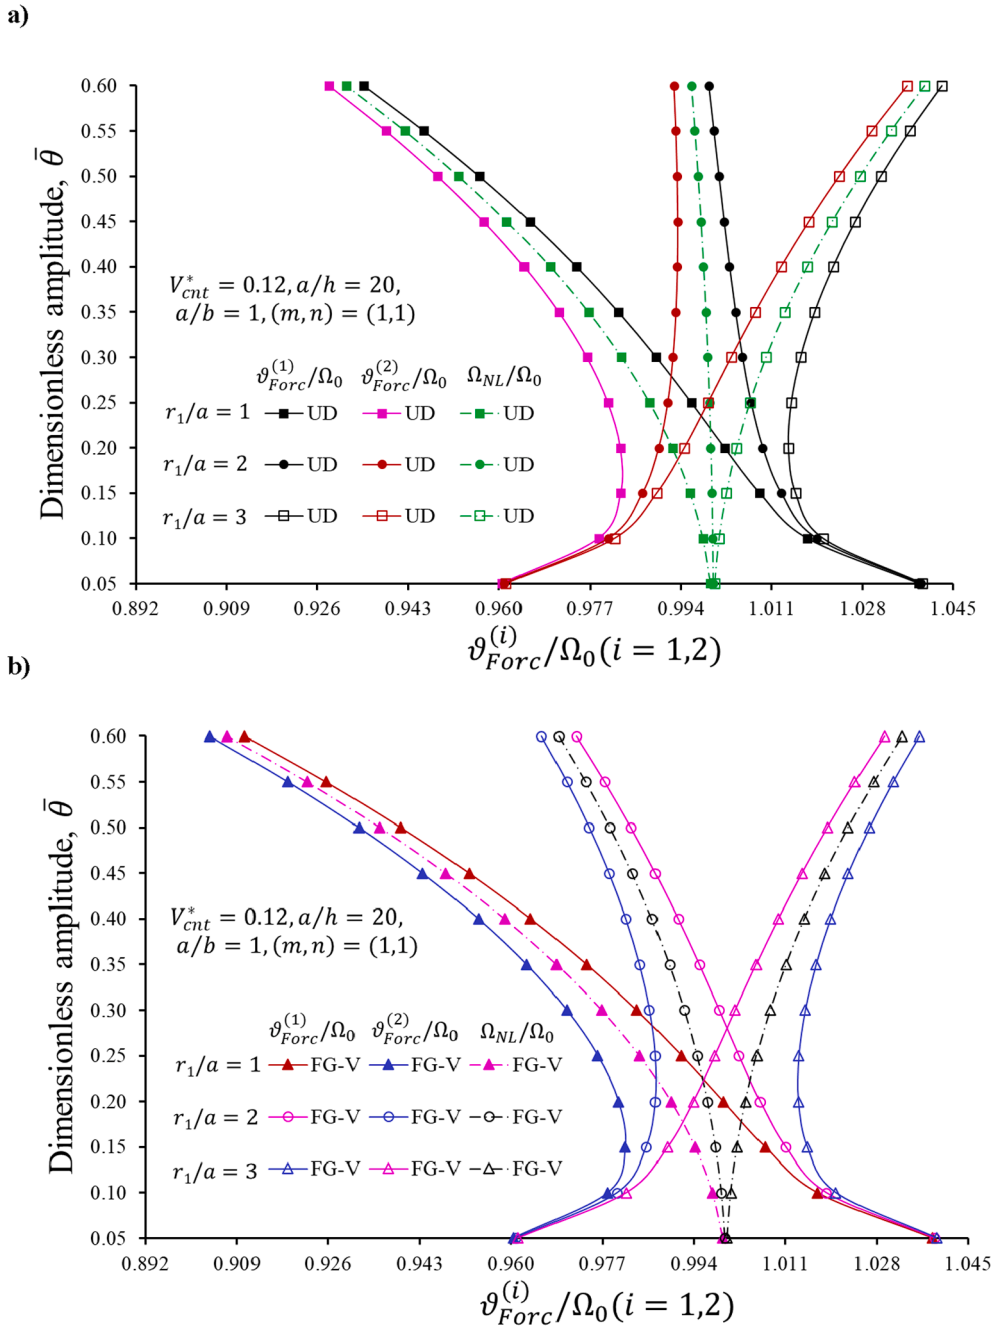 a)
0.60
0.55
0.50
0.45
0.40
0.35
0.30
0.25
0.20
0.15
0.10
0.05
Dimensionless amplitude, θ̄
V*cnt = 0.12, a/h = 20,
a/b = 1, (m, n) = (1,1)
ϑ_Forc^(1)/Ω₀ ϑ_Forc^(2)/Ω₀ Ω_NL/Ω₀
r₁/a = 1 UD UD UD
r₁/a = 2 UD UD UD
r₁/a = 3 UD UD UD
0.892 0.909 0.926 0.943 0.960 0.977 0.994 1.011 1.028 1.045
ϑ_Forc^(i)/Ω₀(i = 1,2)
b)
0.60
0.55
0.50
0.45
0.40
0.35
0.30
0.25
0.20
0.15
0.10
0.05
Dimensionless amplitude, θ̄
V*cnt = 0.12, a/h = 20,
a/b = 1, (m, n) = (1,1)
ϑ_Forc^(1)/Ω₀ ϑ_Forc^(2)/Ω₀ Ω_NL/Ω₀
r₁/a = 1 FG-V FG-V FG-V
r₁/a = 2 FG-V FG-V FG-V
r₁/a = 3 FG-V FG-V FG-V
0.892 0.909 0.926 0.943 0.960 0.977 0.994 1.011 1.028 1.045
ϑ_Forc^(i)/Ω₀(i = 1,2)